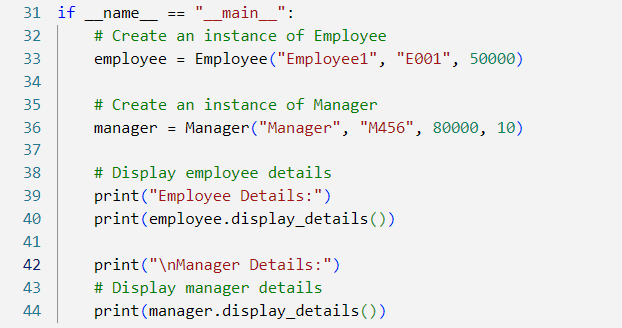 31 if __name__ == "__main__":
32     # Create an instance of Employee
33     employee = Employee("Employee1", "E001", 50000)
34
35     # Create an instance of Manager
36     manager = Manager("Manager", "M456", 80000, 10)
37
38     # Display employee details
39     print("Employee Details:")
40     print(employee.display_details())
41
42     print("\nManager Details:")
43     # Display manager details
44     print(manager.display_details())